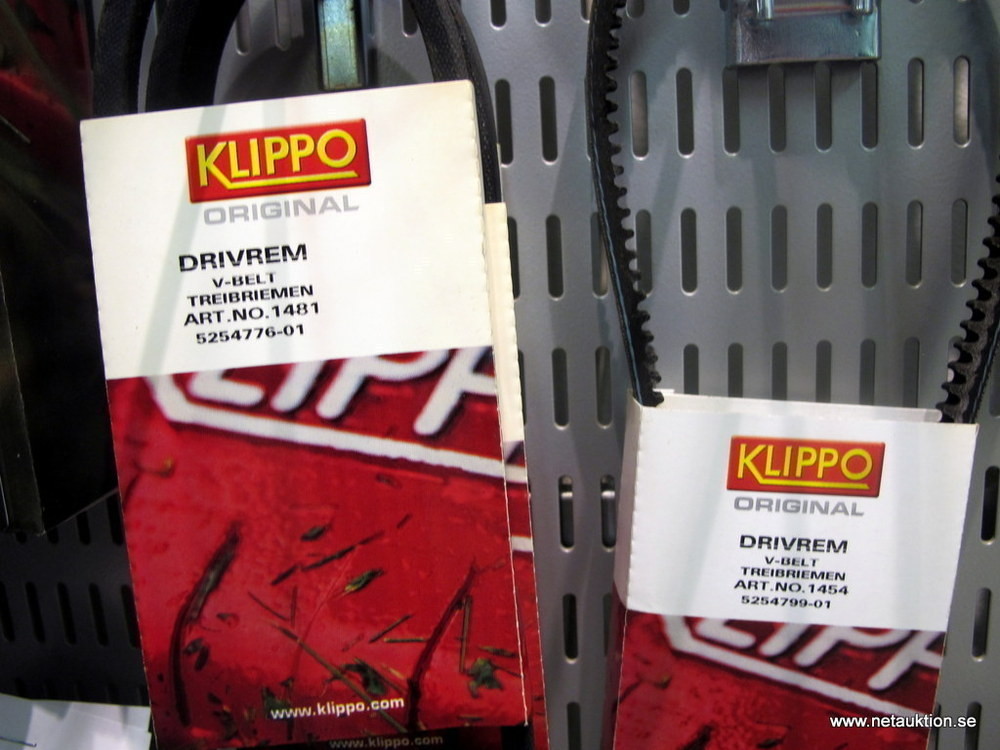 KLIPPO
ORIGINAL
DRIVREM
V-BELT
TREIBRIEMEN
ART.NO.1481
5254776-01
www.klippo.com
www.klippo.com
KLIPPO
ORIGINAL
DRIVREM
V-BELT
TREIBRIEMEN
ART.NO.1454
5254799-01
www.netauktion.se